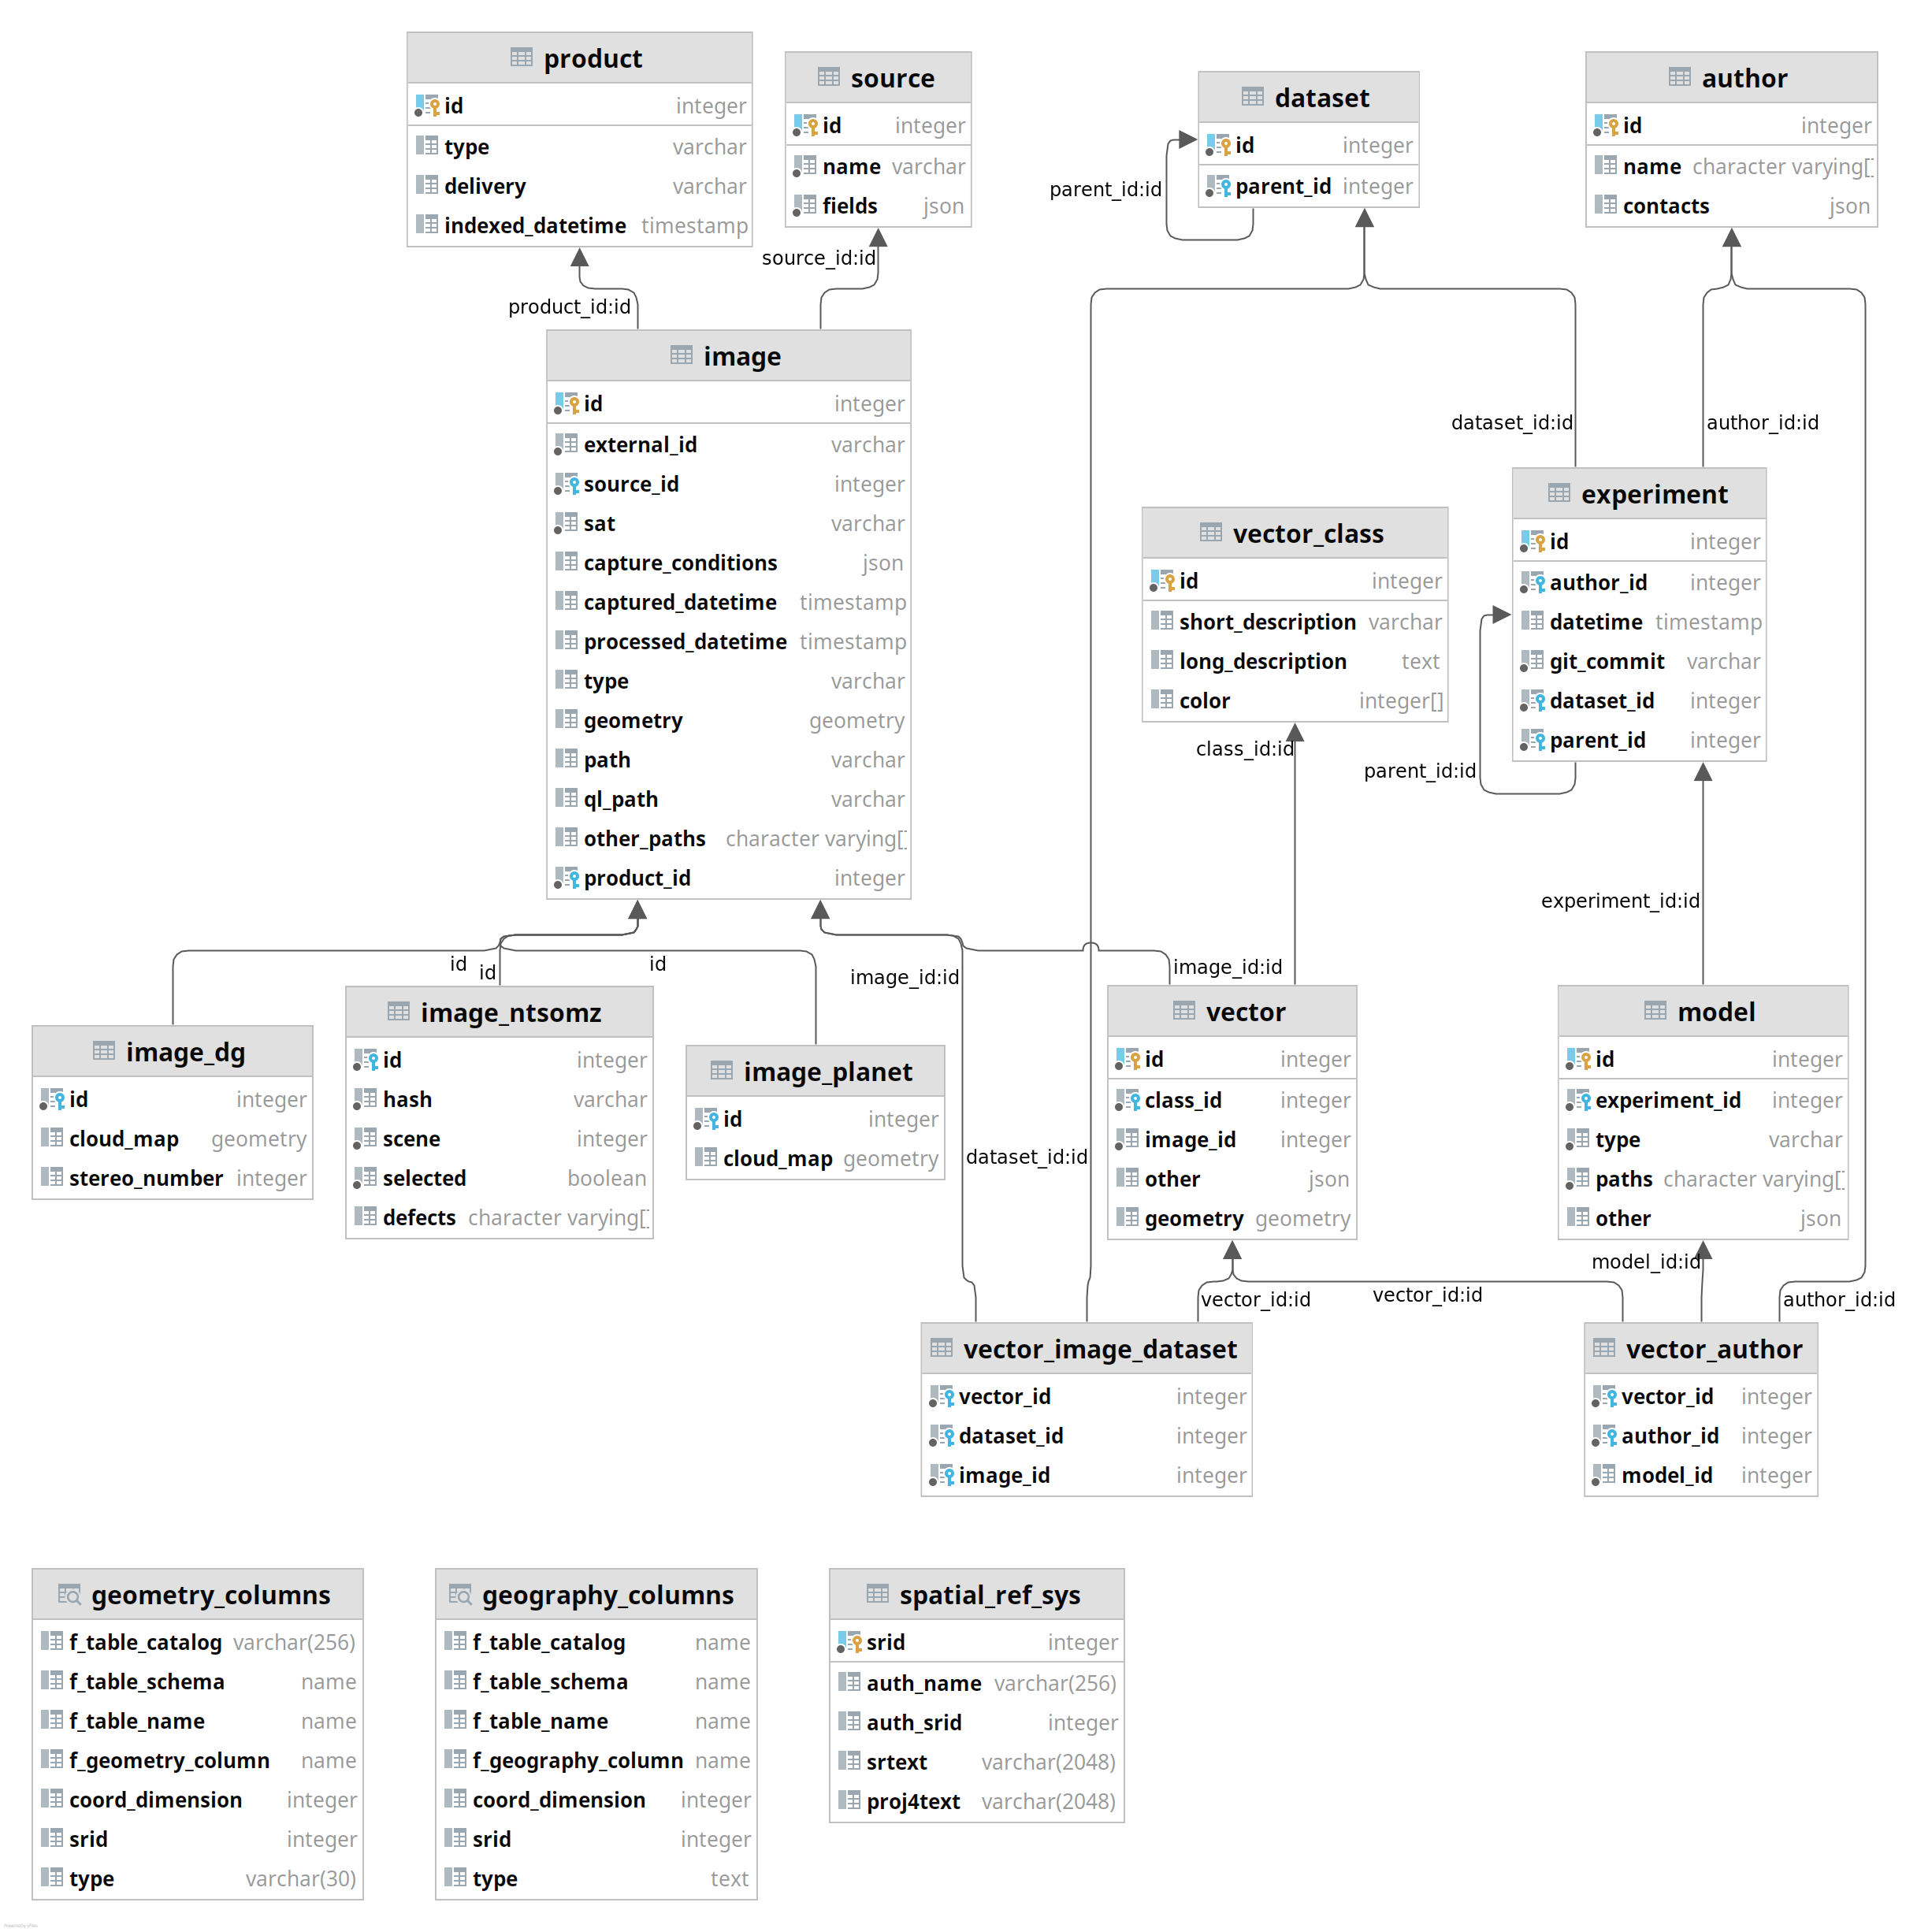 product
id integer
type varchar
delivery varchar
indexed_datetime timestamp
source
id integer
name varchar
fields json
dataset
id integer
parent_id integer
parent_id:id
author
id integer
name character varying[]
contacts json
source_id:id
product_id:id
image
id integer
external_id varchar
source_id integer
sat varchar
capture_conditions json
captured_datetime timestamp
processed_datetime timestamp
type varchar
geometry geometry
path varchar
ql_path varchar
other_paths character varying[]
product_id integer
dataset_id:id
author_id:id
vector_class
id integer
short_description varchar
long_description text
color integer[]
class_id:id
experiment
id integer
author_id integer
datetime timestamp
git_commit varchar
dataset_id integer
parent_id integer
parent_id:id
experiment_id:id
id
id
id
image_id:id
image_id:id
image_dg
id integer
cloud_map geometry
stereo_number integer
image_ntsomz
id integer
hash varchar
scene integer
selected boolean
defects character varying[]
image_planet
id integer
cloud_map geometry
dataset_id:id
vector
id integer
class_id integer
image_id integer
other json
geometry geometry
model
id integer
experiment_id integer
type varchar
paths character varying[]
other json
vector_id:id
vector_id:id
model_id:id
author_id:id
vector_image_dataset
vector_id integer
dataset_id integer
image_id integer
vector_author
vector_id integer
author_id integer
model_id integer
geometry_columns
f_table_catalog varchar(256)
f_table_schema name
f_table_name name
f_geometry_column name
coord_dimension integer
srid integer
type varchar(30)
geography_columns
f_table_catalog name
f_table_schema name
f_table_name name
f_geography_column name
coord_dimension integer
srid integer
type text
spatial_ref_sys
srid integer
auth_name varchar(256)
auth_srid integer
srtext varchar(2048)
proj4text varchar(2048)